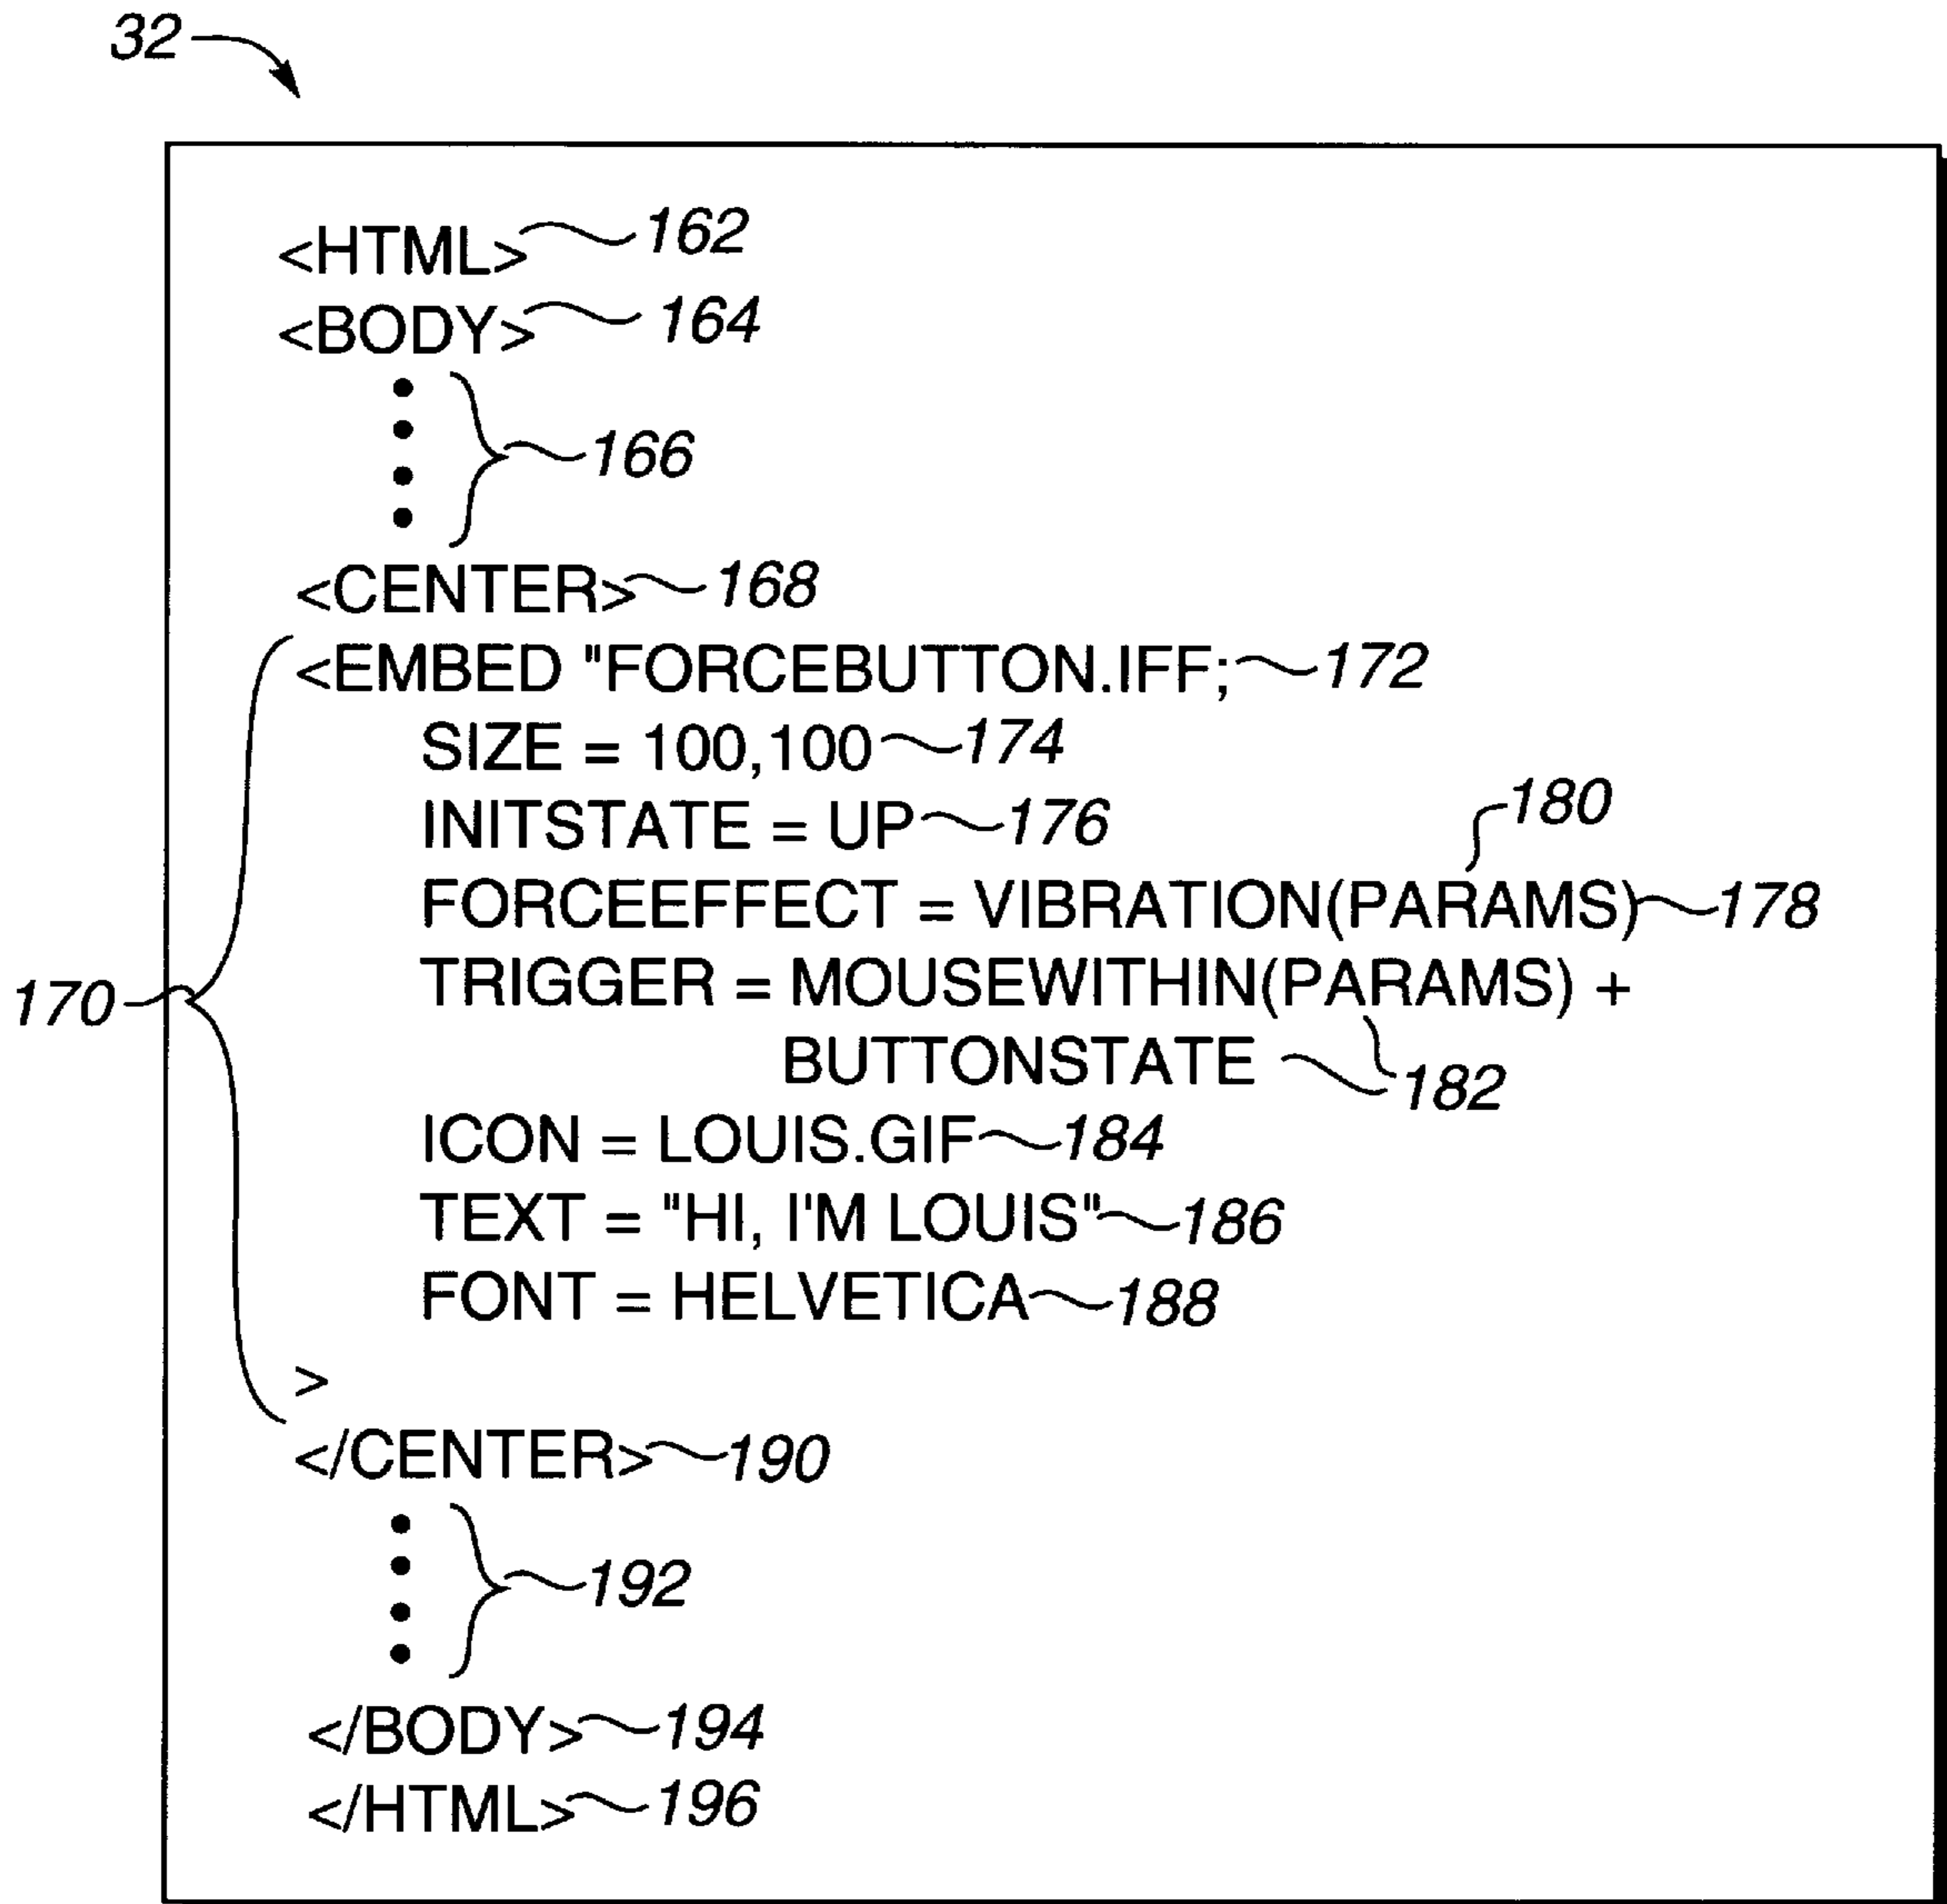 32
<HTML> 162
<BODY> 164
166
<CENTER> 168
<EMBED "FORCEBUTTON.IFF; 172
SIZE = 100,100 174
INITSTATE = UP 176
180
FORCEEFFECT = VIBRATION(PARAMS) 178
170
TRIGGER = MOUSEWITHIN(PARAMS) +
BUTTONSTATE 182
ICON = LOUIS.GIF 184
TEXT = "HI, I'M LOUIS" 186
FONT = HELVETICA 188
>
</CENTER> 190
192
</BODY> 194
</HTML> 196